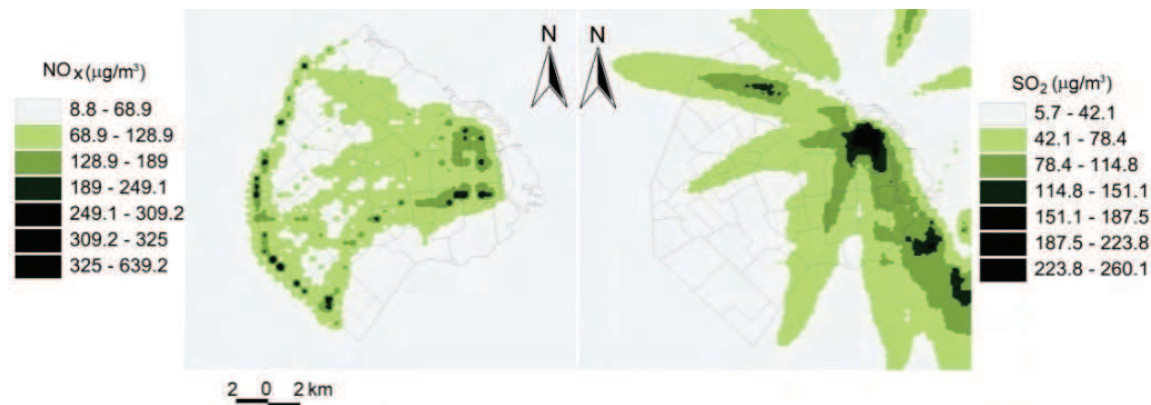 NOX (µg/m³)
8.8 - 68.9
68.9 - 128.9
128.9 - 189
189 - 249.1
249.1 - 309.2
309.2 - 325
325 - 639.2
N
N
SO2 (µg/m³)
5.7 - 42.1
42.1 - 78.4
78.4 - 114.8
114.8 - 151.1
151.1 - 187.5
187.5 - 223.8
223.8 - 260.1
2 0 2 km